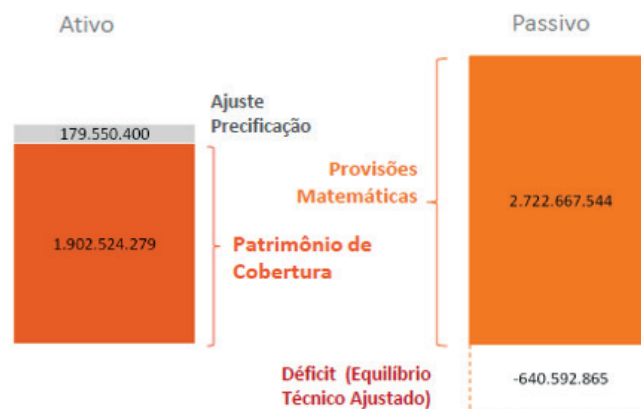 Ativo
Passivo
Ajuste
Precificação
179.550.400
Provisões
Matemáticas
2.722.667.544
1.902.524.279
Patrimônio de
Cobertura
Déficit (Equilíbrio
Técnico Ajustado)
-640.592.865